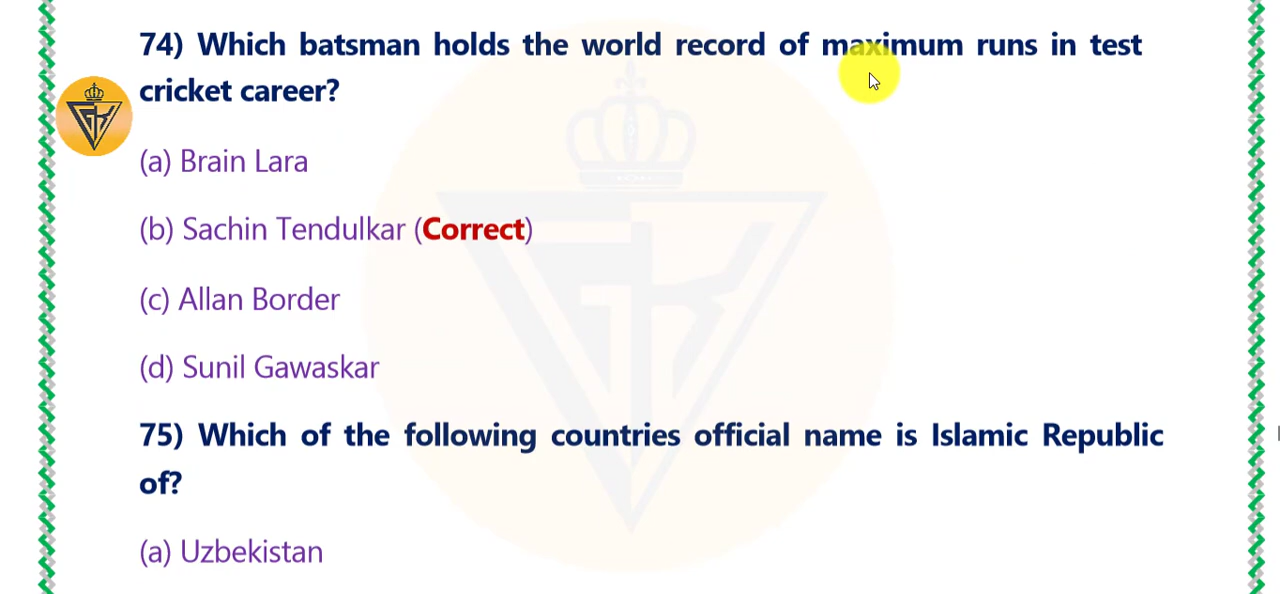 74) Which batsman holds the world record of maximum runs in test
cricket career?
(a) Brain Lara
(b) Sachin Tendulkar (Correct)
(c) Allan Border
(d) Sunil Gawaskar
75) Which of the following countries official name is Islamic Republic
of?
(a) Uzbekistan